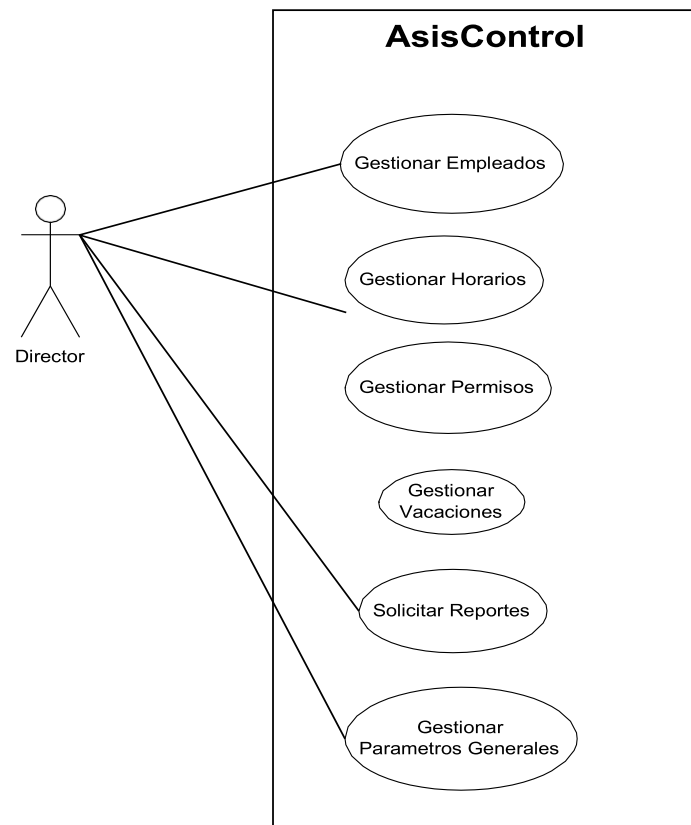 AsisControl
Gestionar Empleados
Gestionar Horarios
Director
Gestionar Permisos
Gestionar
Vacaciones
Solicitar Reportes
Gestionar
Parametros Generales